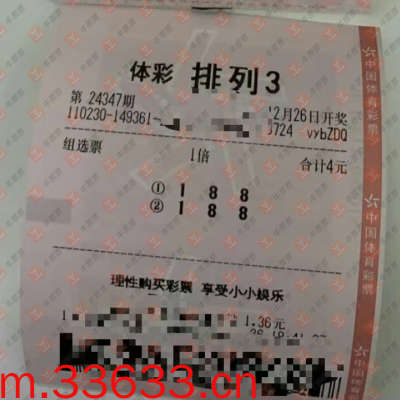 体彩 排列3
第 24347期 12月26日开奖
110230-149361- 3724 vybZDQ
组选票 1倍 合计4元
① 1 8 8
② 1 8 8
理性购买彩票 享受小小娱乐
1.36元
中国体育彩票
中国体育彩票
m.33633.cn